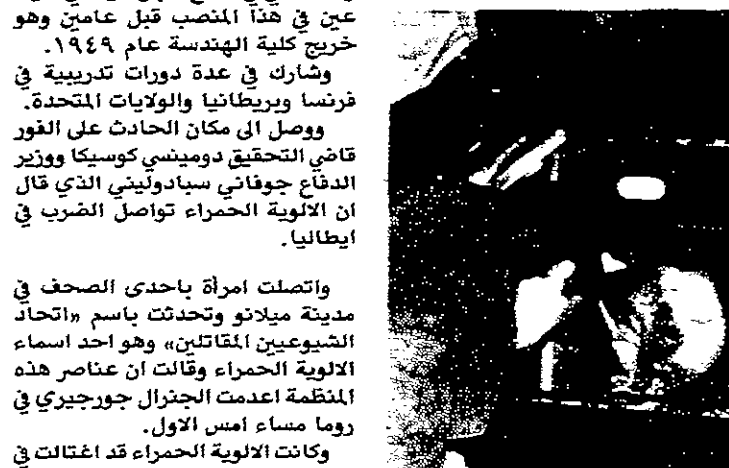 عين في هذا المنصب قبل عامين وهو
خريج كلية الهندسة عام ١٩٤٩.
وشارك في عدة دورات تدريبية في
فرنسا وبريطانيا والولايات المتحدة.
ووصل الى مكان الحادث على الفور
قاضي التحقيق دومينسي كوسيكا ووزير
الدفاع جوفاني سبادوليني الذي قال
ان الالوية الحمراء تواصل الضرب في
ايطاليا.
واتصلت امرأة باحدى الصحف في
مدينة ميلانو وتحدثت باسم «اتحاد
الشيوعيين المقاتلين» وهو احد اسماء
الالوية الحمراء وقالت ان عناصر هذه
المنظمة اعدمت الجنرال جورجيري في
روما مساء امس الاول.
وكانت الالوية الحمراء قد اغتالت في